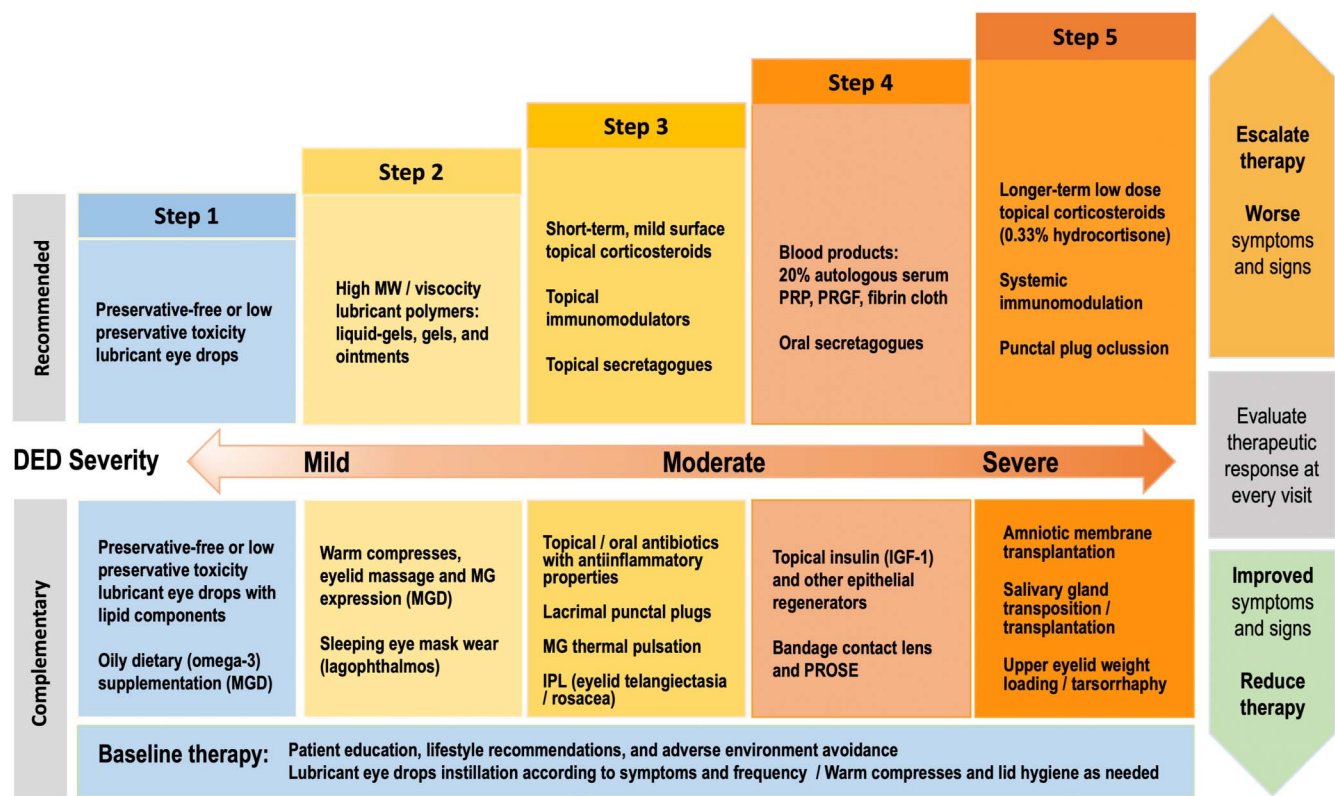 Step 1
Step 2
Step 3
Step 4
Step 5
Recommended
Preservative-free or low
preservative toxicity
lubricant eye drops
High MW / viscocity
lubricant polymers:
liquid-gels, gels, and
ointments
Short-term, mild surface
topical corticosteroids
Topical
immunomodulators
Topical secretagogues
Blood products:
20% autologous serum
PRP, PRGF, fibrin cloth
Oral secretagogues
Longer-term low dose
topical corticosteroids
(0.33% hydrocortisone)
Systemic
immunomodulation
Punctal plug oclussion
Escalate
therapy
Worse
symptoms
and signs
DED Severity
Mild
Moderate
Severe
Evaluate
therapeutic
response at
every visit
Complementary
Preservative-free or low
preservative toxicity
lubricant eye drops with
lipid components
Oily dietary (omega-3)
supplementation (MGD)
Warm compresses,
eyelid massage and MG
expression (MGD)
Sleeping eye mask wear
(lagophthalmos)
Topical / oral antibiotics
with antiinflammatory
properties
Lacrimal punctal plugs
MG thermal pulsation
IPL (eyelid telangiectasia
/ rosacea)
Topical insulin (IGF-1)
and other epithelial
regenerators
Bandage contact lens
and PROSE
Amniotic membrane
transplantation
Salivary gland
transposition /
transplantation
Upper eyelid weight
loading / tarsorrhaphy
Improved
symptoms
and signs
Reduce
therapy
Baseline therapy: Patient education, lifestyle recommendations, and adverse environment avoidance
Lubricant eye drops instillation according to symptoms and frequency / Warm compresses and lid hygiene as needed